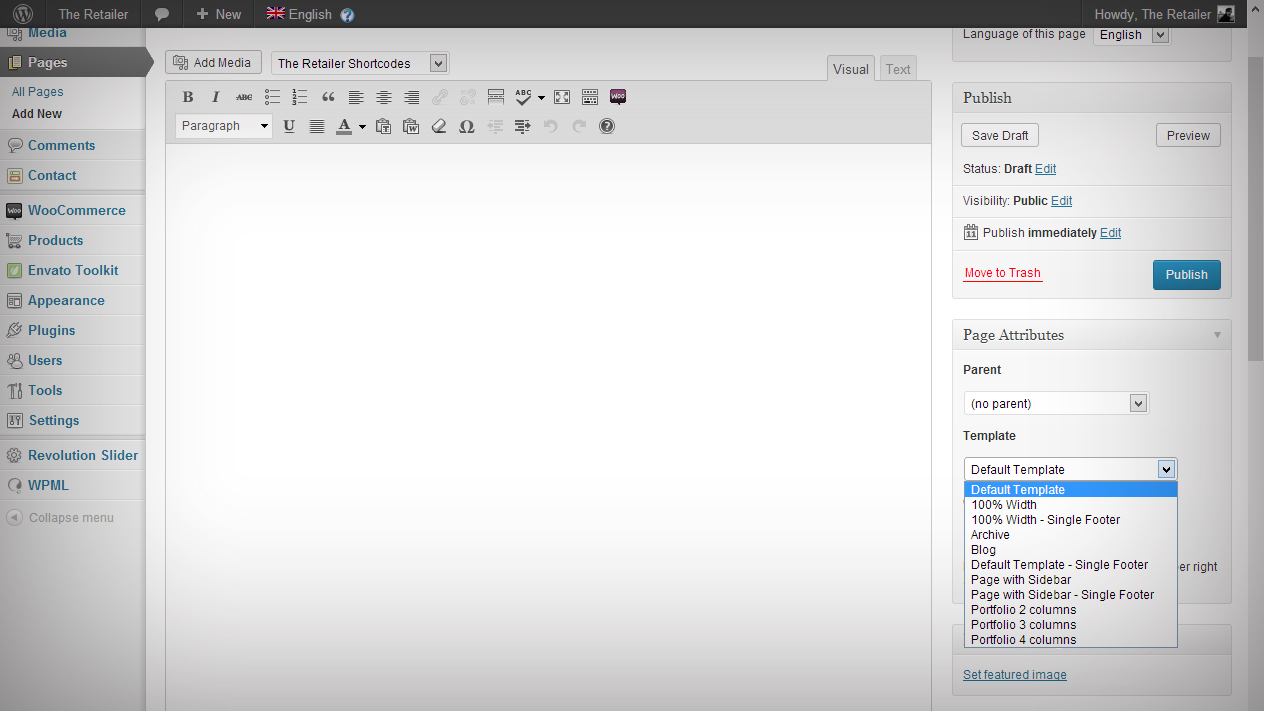 The Retailer
New
English
Howdy, The Retailer
Media
Pages
All Pages
Add New
Comments
Contact
WooCommerce
Products
Envato Toolkit
Appearance
Plugins
Users
Tools
Settings
Revolution Slider
WPML
Collapse menu
Add Media
The Retailer Shortcodes
Visual
Text
B I ABC ABC Woo
Paragraph U A
Language of this page English
Publish
Save Draft
Preview
Status: Draft Edit
Visibility: Public Edit
11 Publish immediately Edit
Move to Trash
Publish
Page Attributes
Parent
(no parent)
Template
Default Template
Default Template
100% Width
100% Width - Single Footer
Archive
Blog
Default Template - Single Footer
Page with Sidebar
Page with Sidebar - Single Footer
Portfolio 2 columns
Portfolio 3 columns
Portfolio 4 columns
right
Set featured image